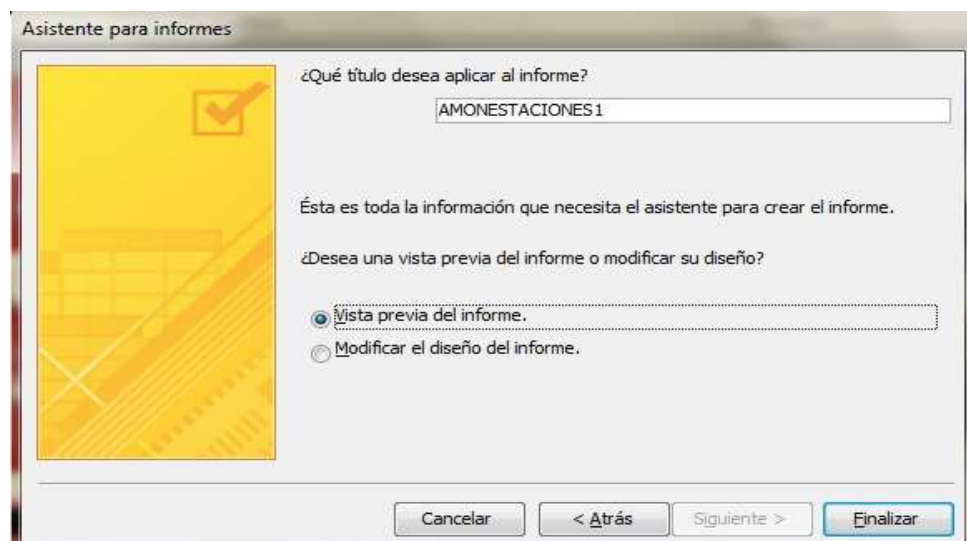 Asistente para informes
¿Qué título desea aplicar al informe?
AMONESTACIONES1
Ésta es toda la información que necesita el asistente para crear el informe.
¿Desea una vista previa del informe o modificar su diseño?
Vista previa del informe.
Modificar el diseño del informe.
Cancelar
< Atrás
Siguiente >
Finalizar